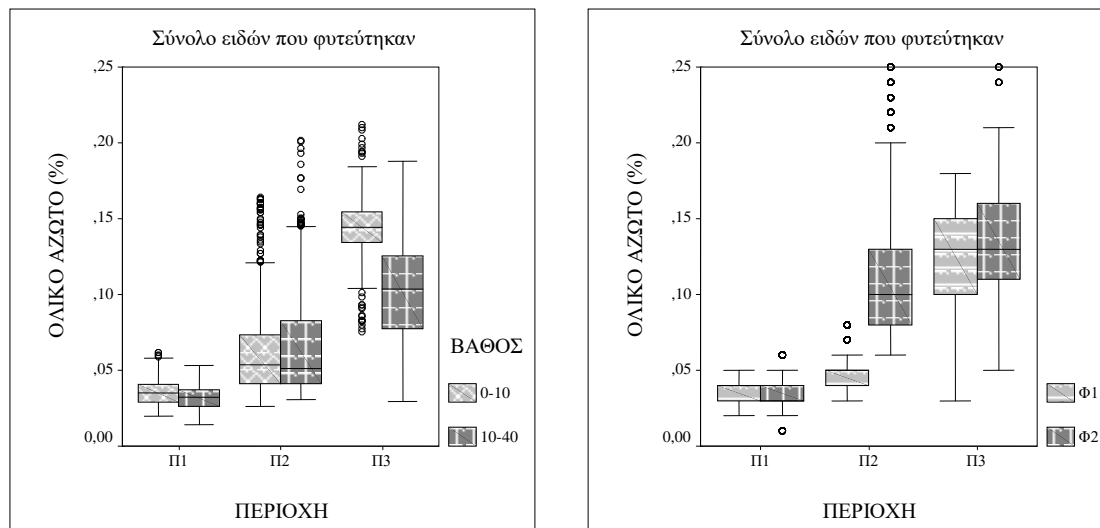 Σύνολο ειδών που φυτεύτηκαν
ΟΛΙΚΟ ΑΖΩΤΟ (%)
,25
,20
,15
,10
,05
0,00
Π1 Π2 Π3
ΠΕΡΙΟΧΗ
ΒΑΘΟΣ
0-10
10-40
Σύνολο ειδών που φυτεύτηκαν
ΟΛΙΚΟ ΑΖΩΤΟ (%)
,25
,20
,15
,10
,05
0,00
Π1 Π2 Π3
ΠΕΡΙΟΧΗ
Φ1
Φ2